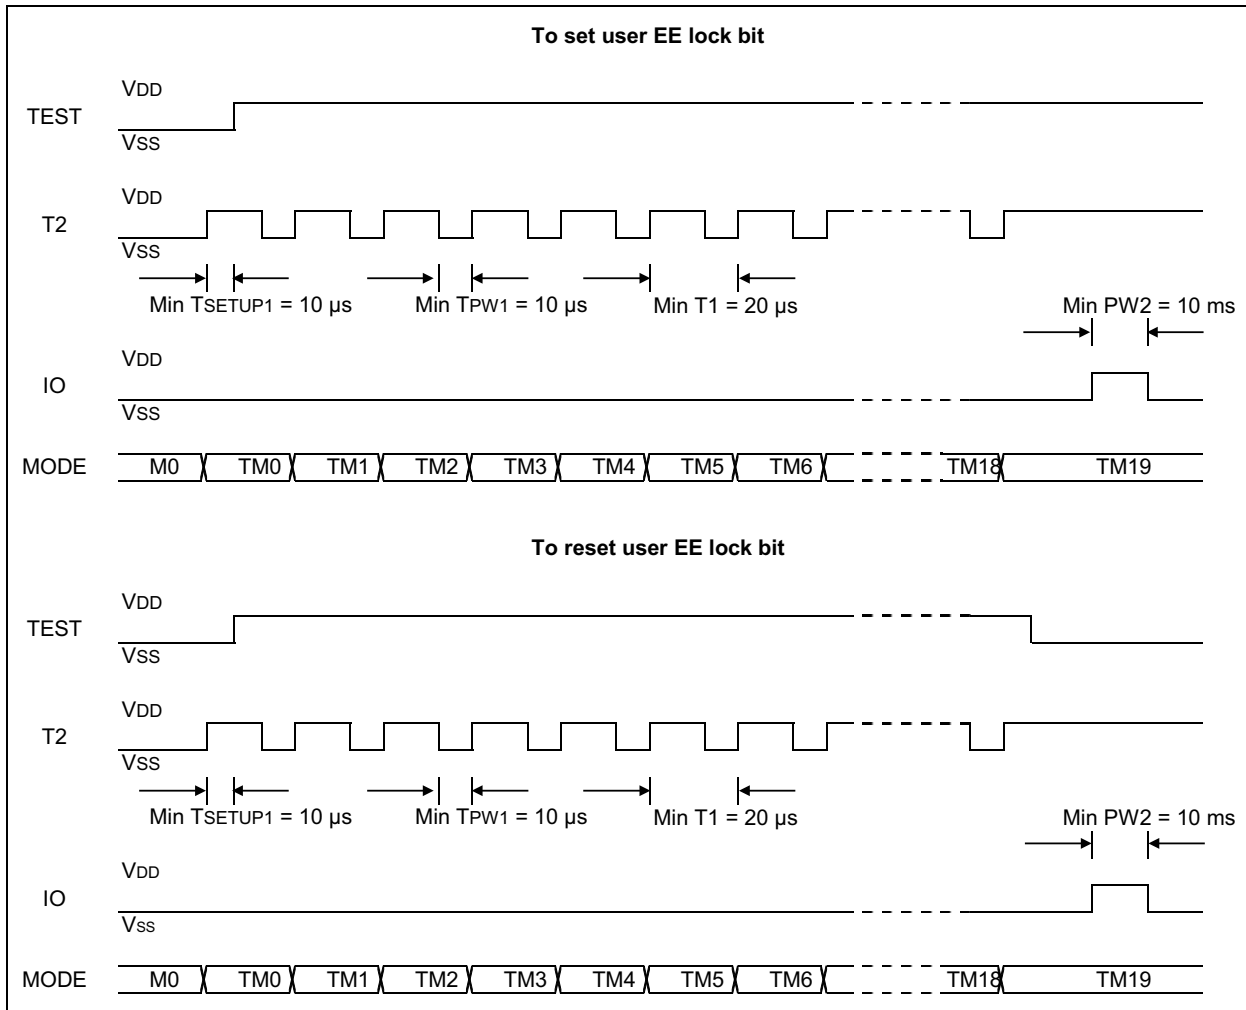 To set user EE lock bit
VDD
TEST
VSS
VDD
T2
VSS
Min TSETUP1 = 10 µs
Min TPW1 = 10 µs
Min T1 = 20 µs
Min PW2 = 10 ms
VDD
IO
VSS
MODE M0 TM0 TM1 TM2 TM3 TM4 TM5 TM6 TM18 TM19
To reset user EE lock bit
VDD
TEST
VSS
VDD
T2
VSS
Min TSETUP1 = 10 µs
Min TPW1 = 10 µs
Min T1 = 20 µs
Min PW2 = 10 ms
VDD
IO
Vss
MODE M0 TM0 TM1 TM2 TM3 TM4 TM5 TM6 TM18 TM19